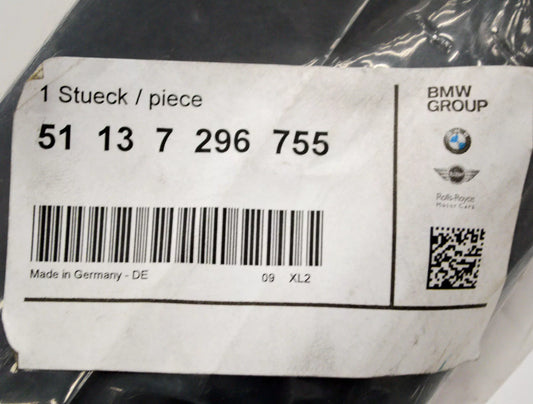 1 Stueck / piece
51 13 7 296 755
Made in Germany - DE
09 XL2
BMW
GROUP
Rolls-Royce
Motor Cars